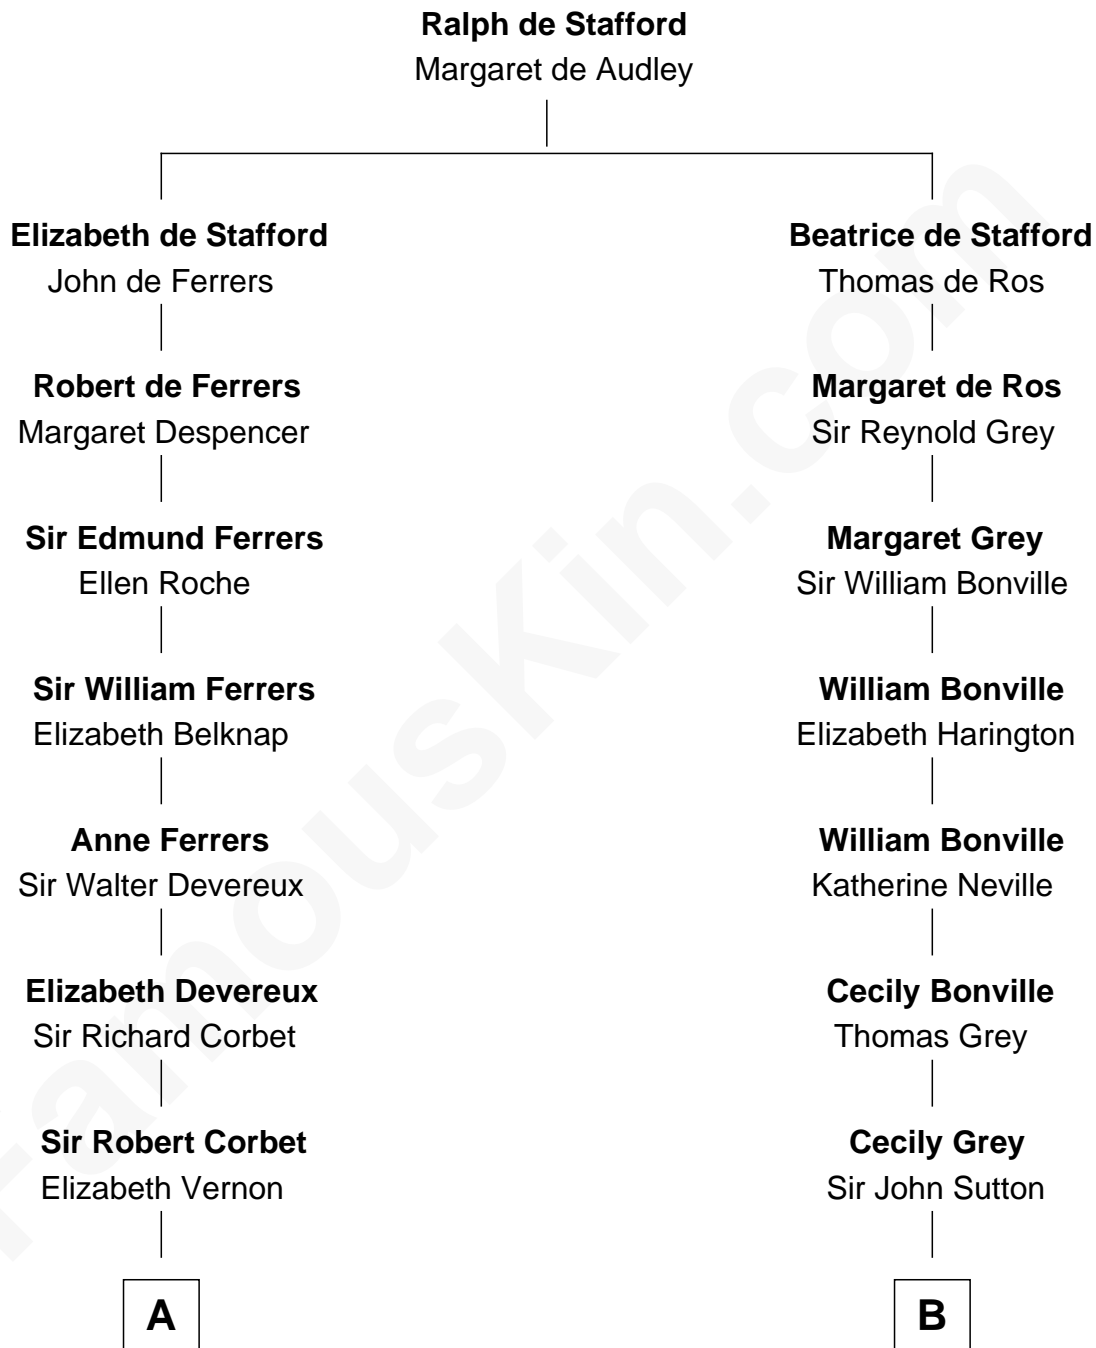 Ralph de Stafford
Margaret de Audley
Elizabeth de Stafford
John de Ferrers
Robert de Ferrers
Margaret Despencer
Sir Edmund Ferrers
Ellen Roche
Sir William Ferrers
Elizabeth Belknap
Anne Ferrers
Sir Walter Devereux
Elizabeth Devereux
Sir Richard Corbet
Sir Robert Corbet
Elizabeth Vernon
A
Beatrice de Stafford
Thomas de Ros
Margaret de Ros
Sir Reynold Grey
Margaret Grey
Sir William Bonville
William Bonville
Elizabeth Harington
William Bonville
Katherine Neville
Cecily Bonville
Thomas Grey
Cecily Grey
Sir John Sutton
B
FamousKin.com